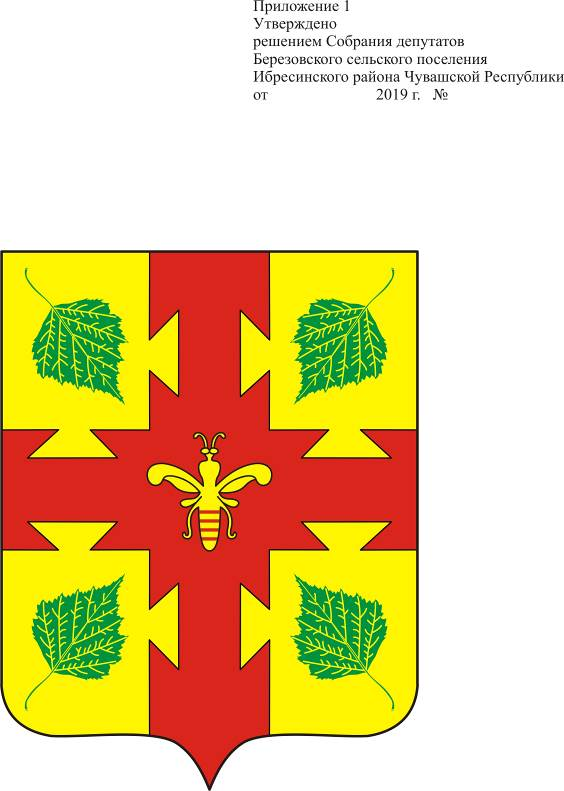 Приложение 1
Утверждено
решением Собрания депутатов
Березовского сельского поселения
Ибресинского района Чувашской Республики
от 2019 г. №